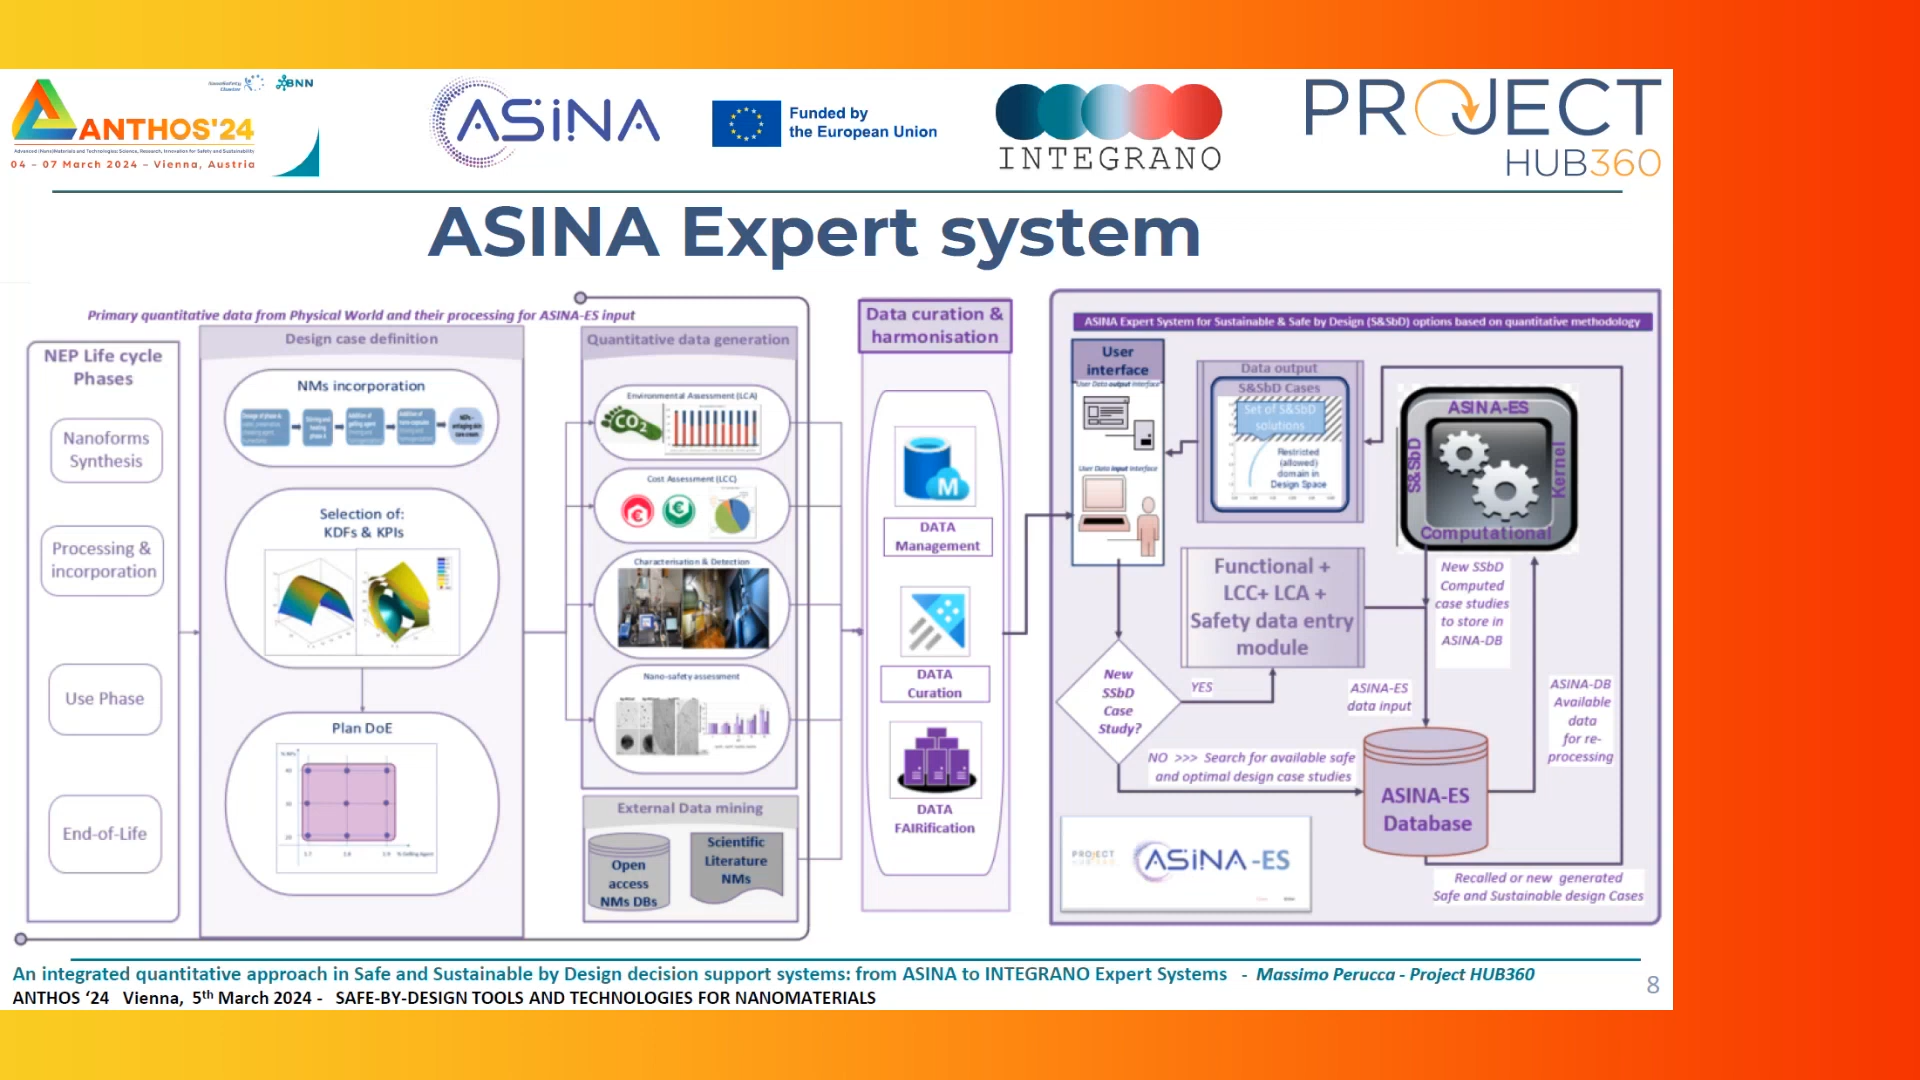 BNN
ANTHOS'24
04 – 07 March 2024 – Vienna, Austria
ASINA
Funded by
the European Union
INTEGRANO
PROJECT
HUB360
ASINA Expert system
Primary quantitative data from Physical World and their processing for ASINA-ES input
NEP Life cycle
Phases
Nanoforms
Synthesis
Processing &
incorporation
Use Phase
End-of-Life
Design case definition
NMs incorporation
Selection of:
KDFs & KPIs
Plan DoE
Quantitative data generation
Environmental Assessment (LCA)
CO2
Cost Assessment (LCC)
Characterisation & Detection
Nano-safety assessment
External Data mining
Open
access
NMs DBs
Scientific
Literature
NMs
Data curation &
harmonisation
M
DATA
Management
DATA
Curation
DATA
FAIRification
ASINA Expert System for Sustainable & Safe by Design (S&SbD) options based on quantitative methodology
User
interface
User Data output Interface
User Data Input Interface
Data output
S&SbD Cases
Set of S&SbD
solutions
Restricted
(allowed)
domain in
Design Space
ASINA-ES
S&SbD
Kernel
Computational
Functional +
LCC+ LCA +
Safety data entry
module
New SSbD
Computed
case studies
to store in
ASINA-DB
New
SSbD
Case
Study?
YES
ASINA-ES
data input
ASINA-DB
Available
data
for re-
processing
NO >>> Search for available safe
and optimal design case studies
ASINA-ES
Database
PROJECT
ASINA-ES
Recalled or new generated
Safe and Sustainable design Cases
An integrated quantitative approach in Safe and Sustainable by Design decision support systems: from ASINA to INTEGRANO Expert Systems - Massimo Perucca - Project HUB360
8
ANTHOS ‘24 Vienna, 5th March 2024 - SAFE-BY-DESIGN TOOLS AND TECHNOLOGIES FOR NANOMATERIALS